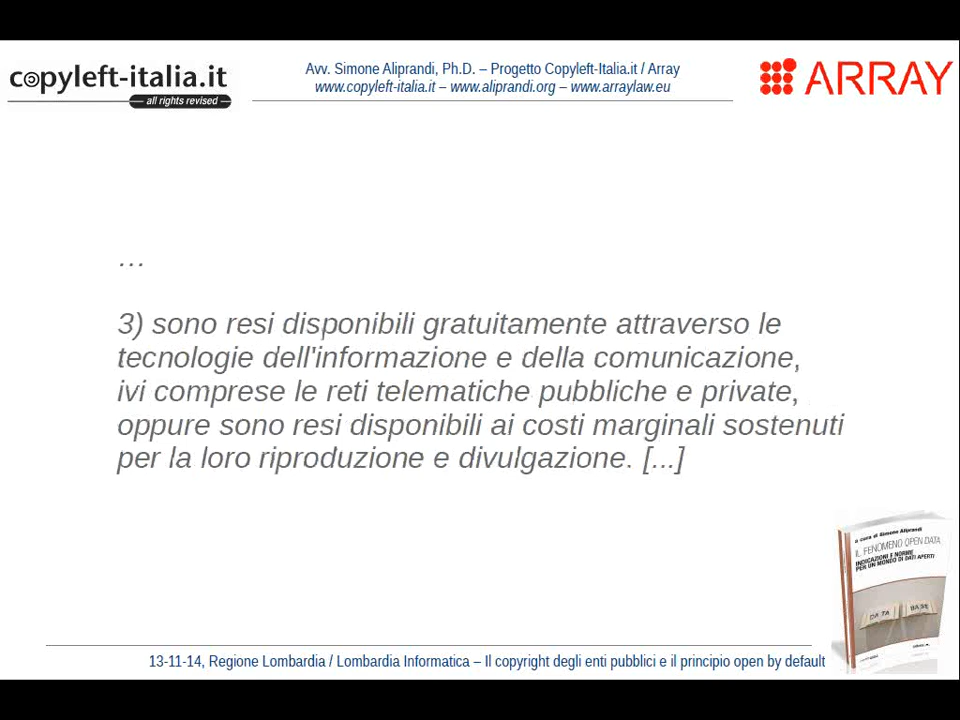 copyleft-italia.it
all rights revised
Avv. Simone Aliprandi, Ph.D. – Progetto Copyleft-Italia.it / Array
www.copyleft-italia.it – www.aliprandi.org – www.arraylaw.eu
ARRAY
...
3) sono resi disponibili gratuitamente attraverso le
tecnologie dell'informazione e della comunicazione,
ivi comprese le reti telematiche pubbliche e private,
oppure sono resi disponibili ai costi marginali sostenuti
per la loro riproduzione e divulgazione. [...]
a cura di Simone Aliprandi
IL FENOMENO OPEN DATA
INDICAZIONI E NORME
PER UN MONDO DI DATI APERTI
DA TA
BA SE
13-11-14, Regione Lombardia / Lombardia Informatica – Il copyright degli enti pubblici e il principio open by default